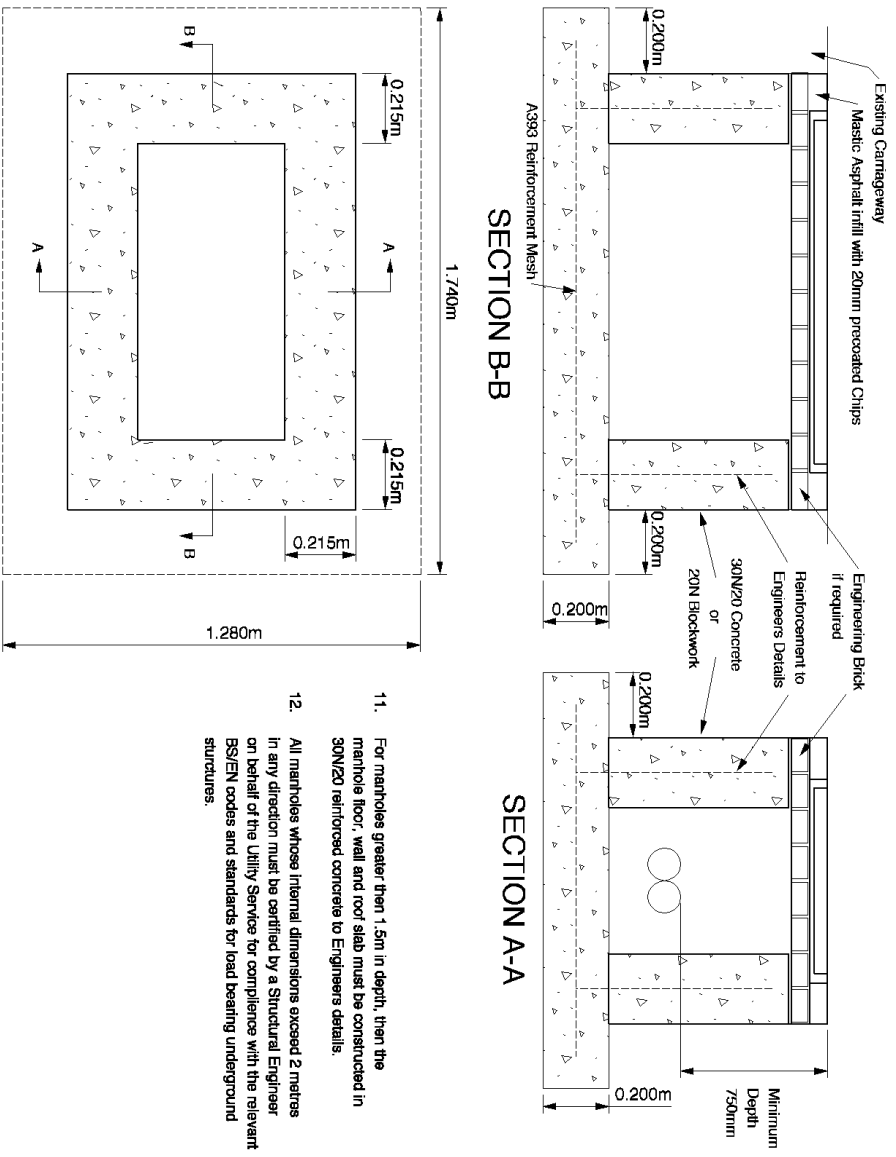 Existing Carriageway
Mastic Asphalt infill with 20mm precoated Chips
0.200m
A393 Reinforcement Mesh
SECTION B-B
0.200m
0.200m
Engineering Brick
if required
Reinforcement to
Engineers Details
30N/20 Concrete
or
20N Blockwork
0.200m
SECTION A-A
0.200m
Minimum
Depth
750mm
1.740m
B
B
A
A
0.215m
0.215m
0.215m
1.280m
11. For manholes greater then 1.5m in depth, then the
manhole floor, wall and roof slab must be constructed in
30N/20 reinforced concrete to Engineers details.
12. All manholes whose internal dimensions exceed 2 metres
in any direction must be certified by a Structural Engineer
on behalf of the Utility Service for complience with the relevant
BS/EN codes and standards for load bearing underground
sturctures.